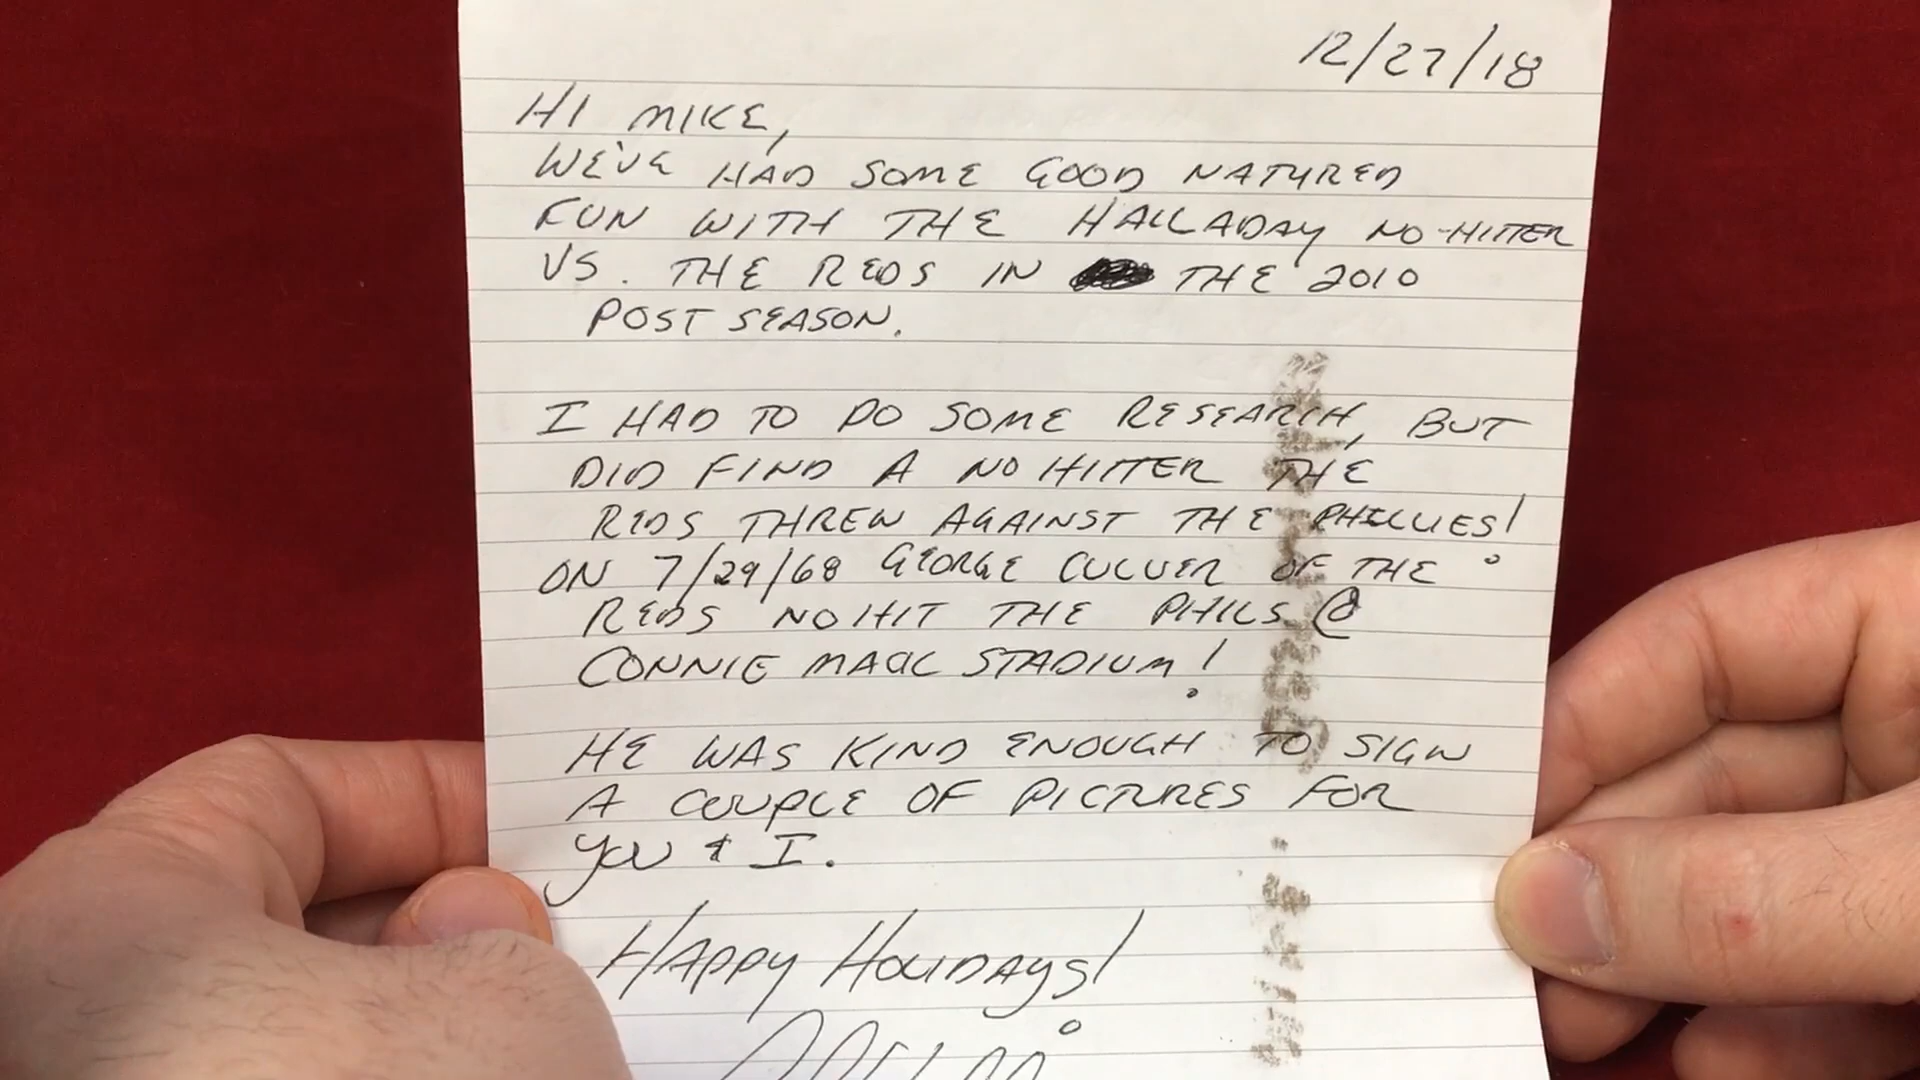 12/27/18
HI MIKE,
WE'VE HAD SOME GOOD NATURED
FUN WITH THE HALLADAY NO-HITTER
VS. THE REDS IN THE 2010
POST SEASON.
I HAD TO DO SOME RESEARCH, BUT
DID FIND A NO HITTER THE
REDS THREW AGAINST THE PHILLIES!
ON 7/29/68 GEORGE CULVER OF THE
REDS NO HIT THE PHILS @
CONNIE MACK STADIUM!
HE WAS KIND ENOUGH TO SIGN
A COUPLE OF PICTURES FOR
YOU & I.
HAPPY HOLIDAYS!